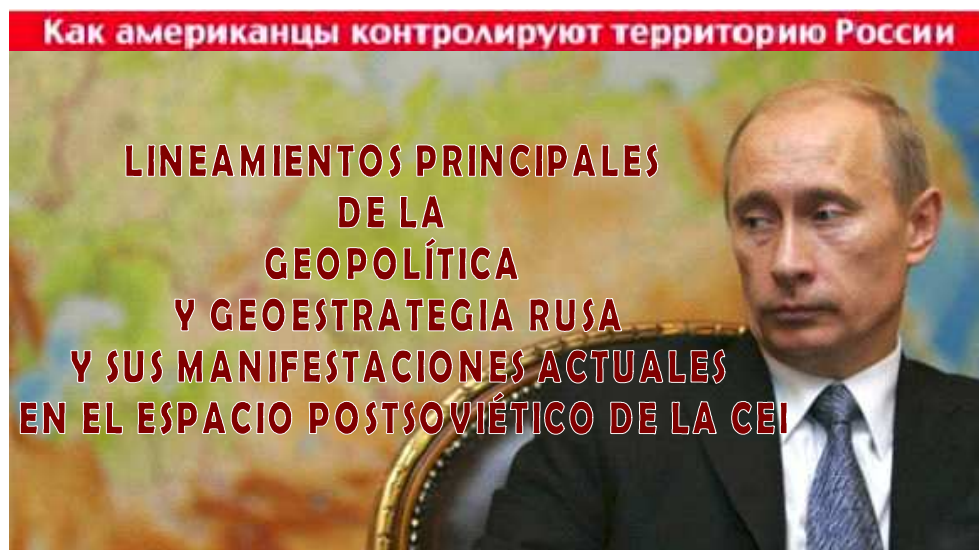 Как американцы контролируют территорию России
LINEAMIENTOS PRINCIPALES
DE LA
GEOPOLÍTICA
Y GEOESTRATEGIA RUSA
Y SUS MANIFESTACIONES ACTUALES
EN EL ESPACIO POSTSOVIÉTICO DE LA CEI